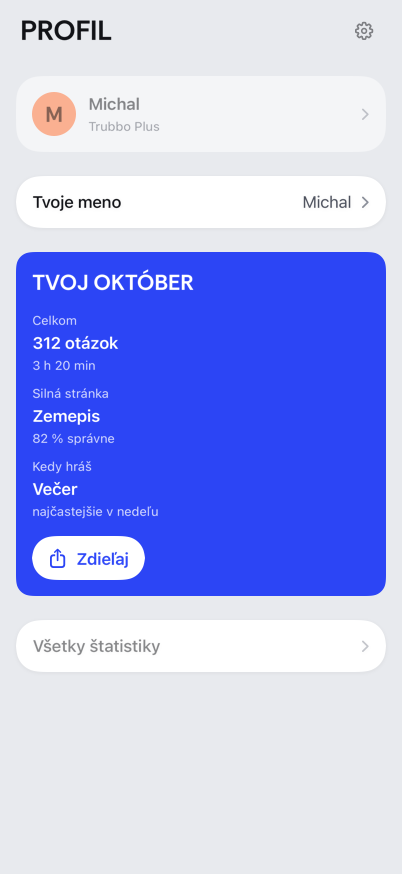 PROFIL
M
Michal
Trubbo Plus
Tvoje meno
Michal
TVOJ OKTÓBER
Celkom
312 otázok
3 h 20 min
Silná stránka
Zemepis
82 % správne
Kedy hráš
Večer
najčastejšie v nedeľu
Zdieľaj
Všetky štatistiky